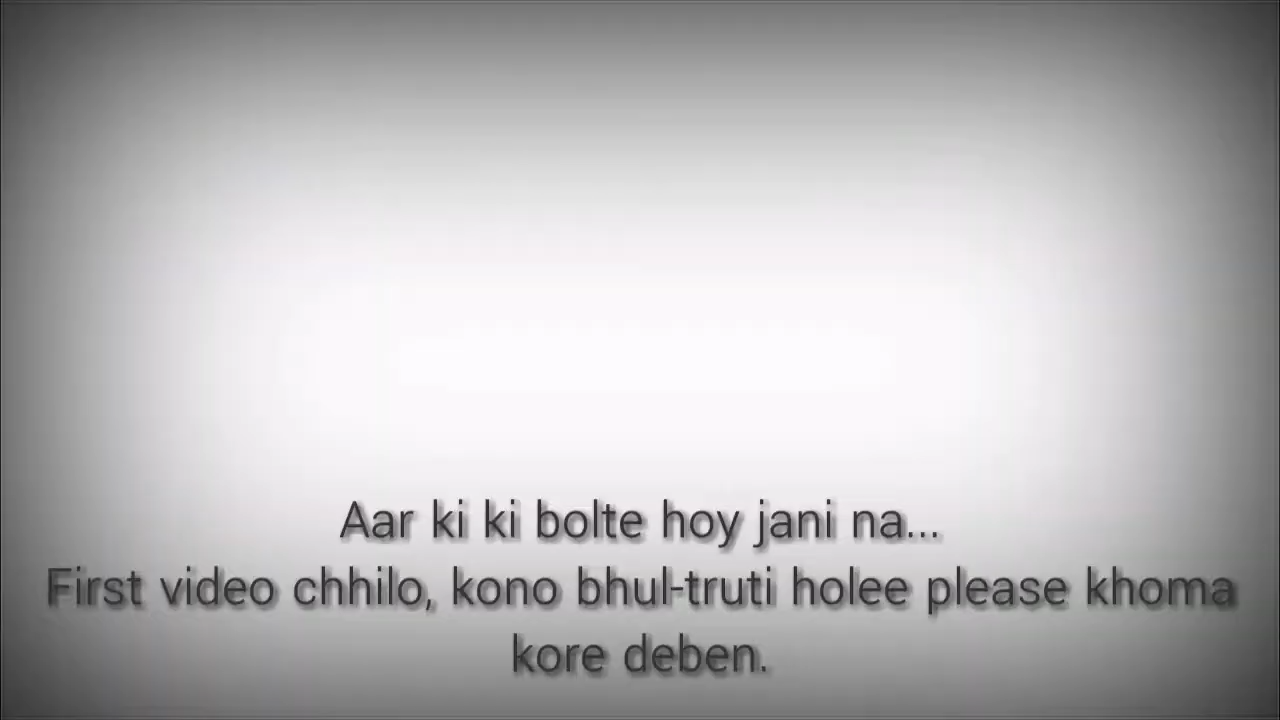 Aar ki ki bolte hoy jani na...
First video chhilo, kono bhul-truti holee please khoma
kore deben.